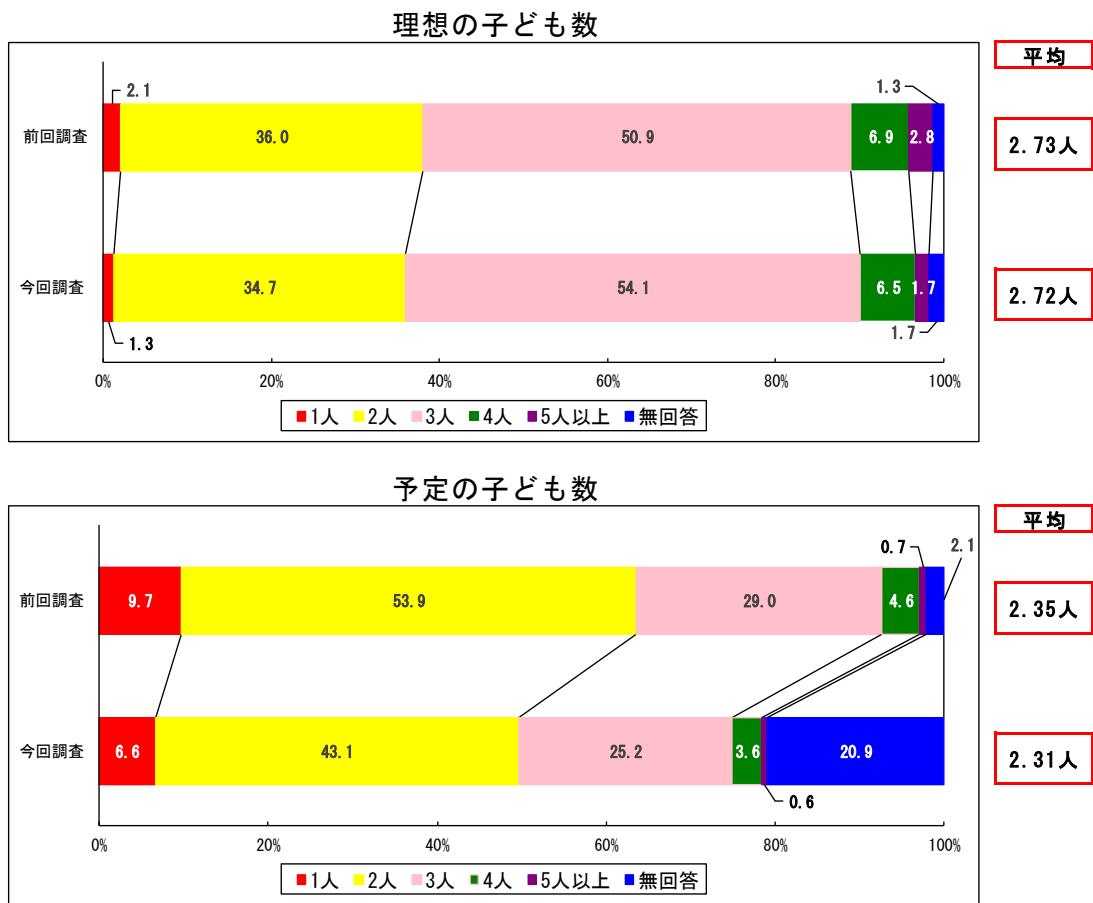 理想の子ども数
平均
2.1
1.3
前回調査
36.0
50.9
6.9
2.8
2.73人
今回調査
34.7
54.1
6.5
1.7
2.72人
1.3
1.7
0%
20%
40%
60%
80%
100%
1人 2人 3人 4人 5人以上 無回答
予定の子ども数
平均
0.7
2.1
前回調査
9.7
53.9
29.0
4.6
2.35人
今回調査
6.6
43.1
25.2
3.6
20.9
2.31人
0.6
0%
20%
40%
60%
80%
100%
1人 2人 3人 4人 5人以上 無回答